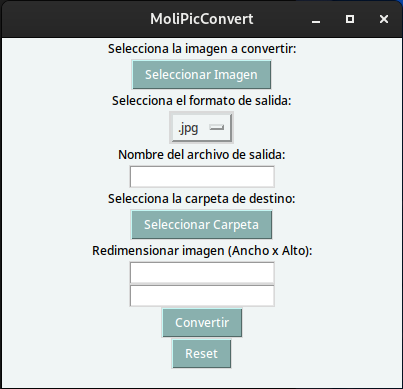 MoliPicConvert
Selecciona la imagen a convertir:
Seleccionar Imagen
Selecciona el formato de salida:
.jpg
Nombre del archivo de salida:
Selecciona la carpeta de destino:
Seleccionar Carpeta
Redimensionar imagen (Ancho x Alto):
Convertir
Reset